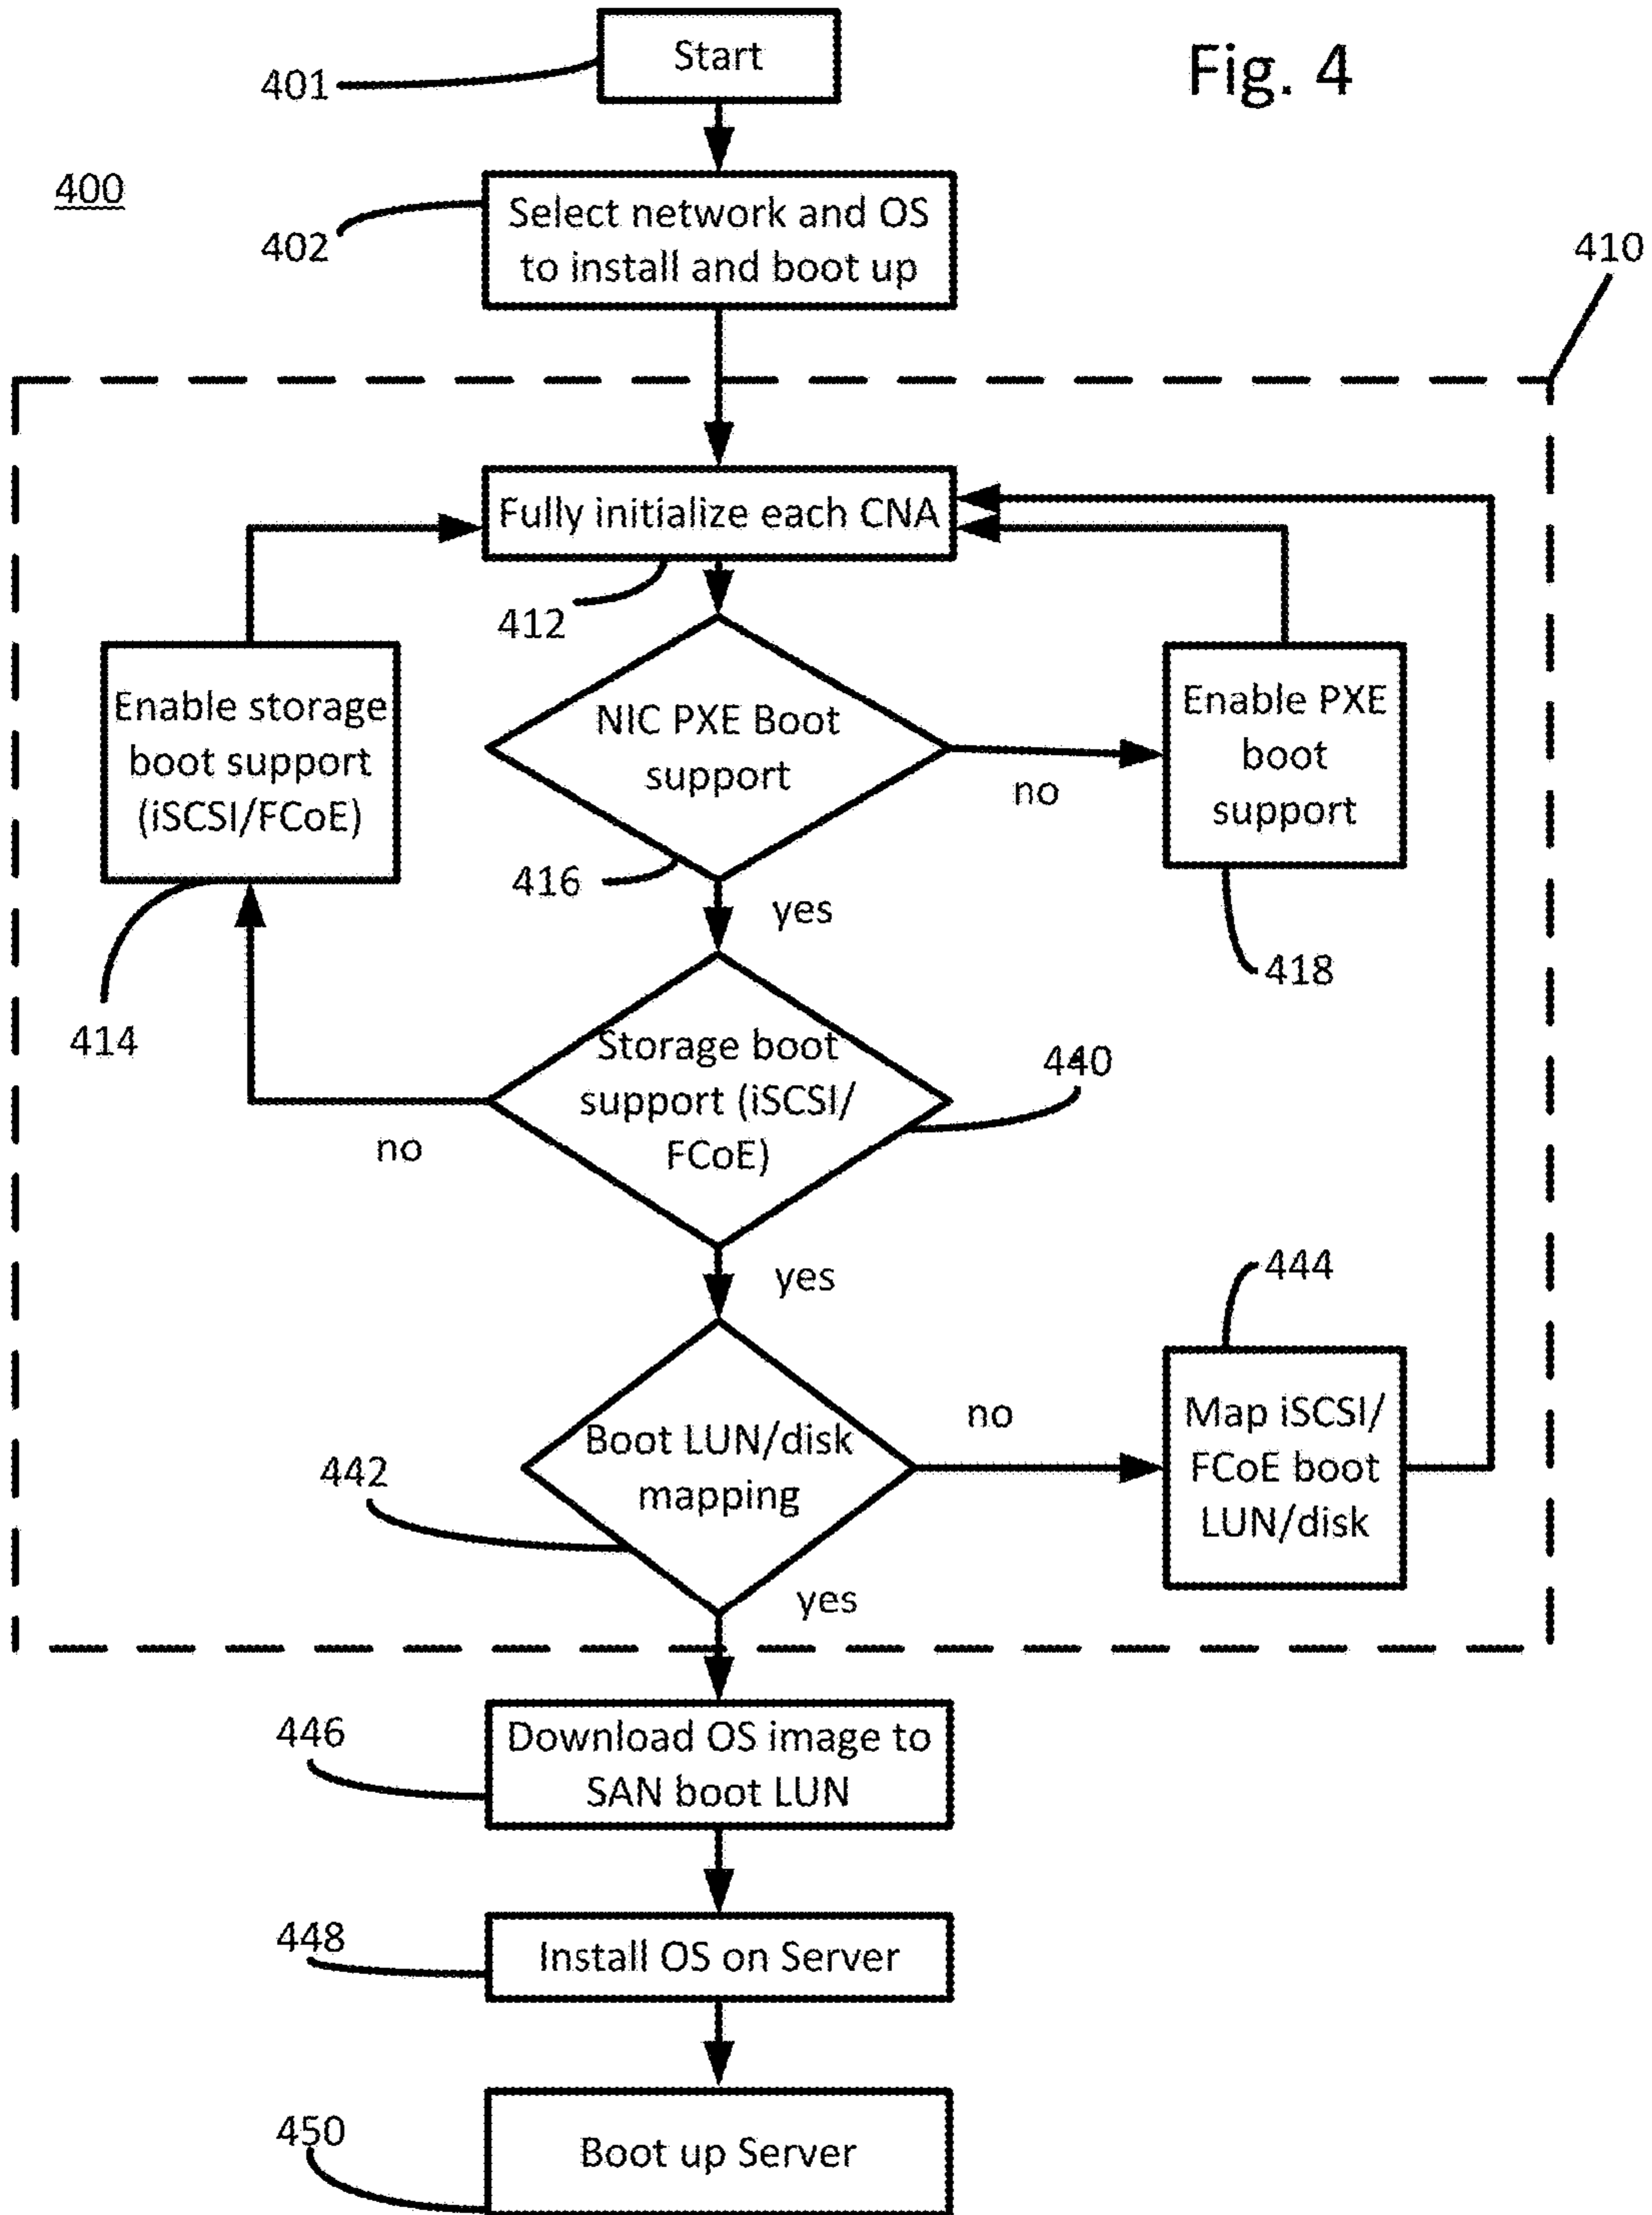 Start
Fig. 4
401
400
Select network and OS
to install and boot up
402
410
Fully initialize each CNA
412
Enable storage
boot support
(iSCSI/FCoE)
NIC PXE Boot
support
no
Enable PXE
boot
support
416
yes
418
414
Storage boot
support (iSCSI/
FCoE)
440
no
yes
444
Boot LUN/disk
mapping
no
Map iSCSI/
FCoE boot
LUN/disk
442
yes
446
Download OS image to
SAN boot LUN
448
Install OS on Server
450
Boot up Server